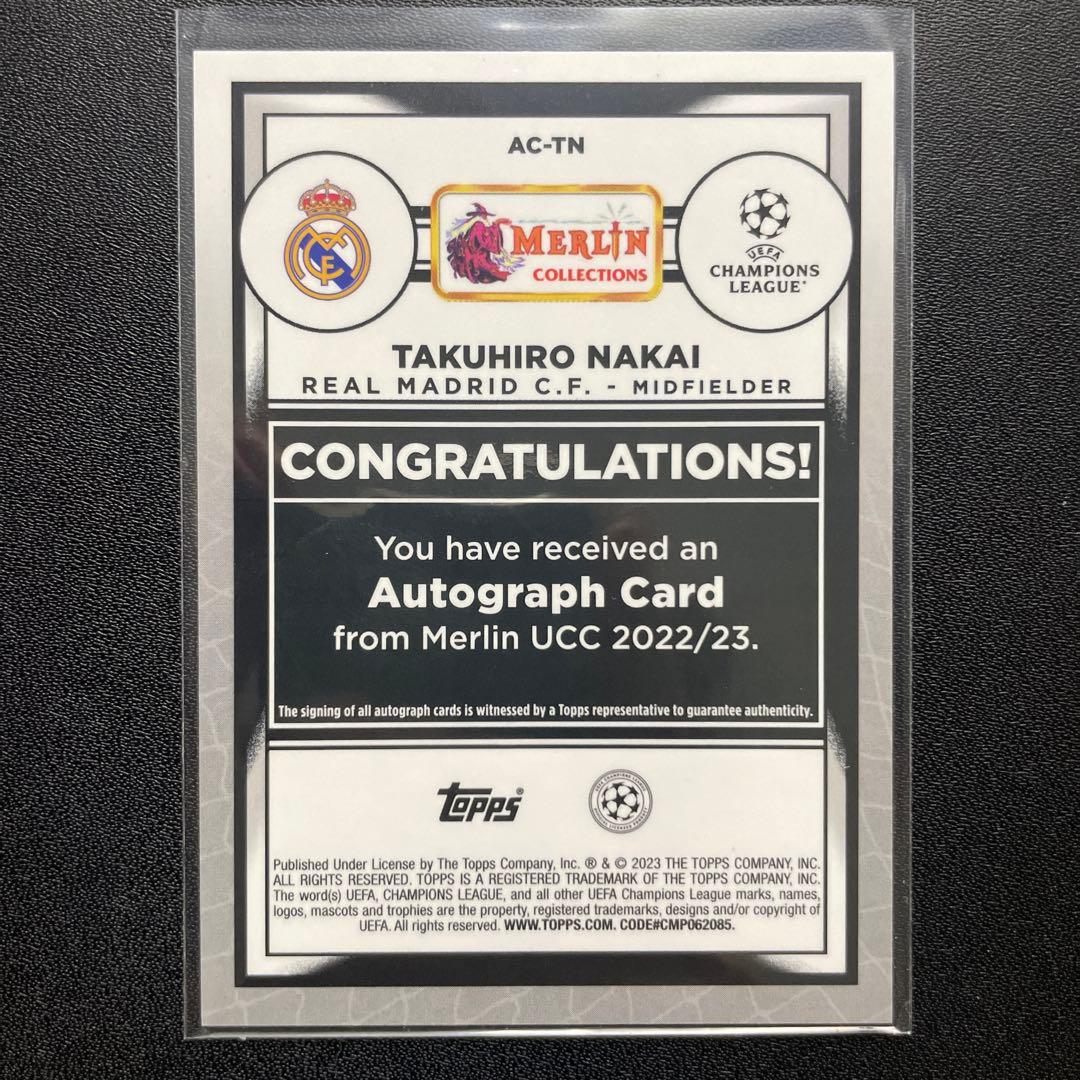 AC-TN
MERLIN
COLLECTIONS
UEFA
CHAMPIONS
LEAGUE®
TAKUHIRO NAKAI
REAL MADRID C.F. - MIDFIELDER
CONGRATULATIONS!
You have received an
Autograph Card
from Merlin UCC 2022/23.
The signing of all autograph cards is witnessed by a Topps representative to guarantee authenticity.
topps®
Published Under License by The Topps Company, Inc. ® & © 2023 THE TOPPS COMPANY, INC.
ALL RIGHTS RESERVED. TOPPS IS A REGISTERED TRADEMARK OF THE TOPPS COMPANY, INC.
The word(s) UEFA, CHAMPIONS LEAGUE, and all other UEFA Champions League marks, names,
logos, mascots and trophies are the property, registered trademarks, designs and/or copyright of
UEFA. All rights reserved. WWW.TOPPS.COM. CODE#CMP062085.